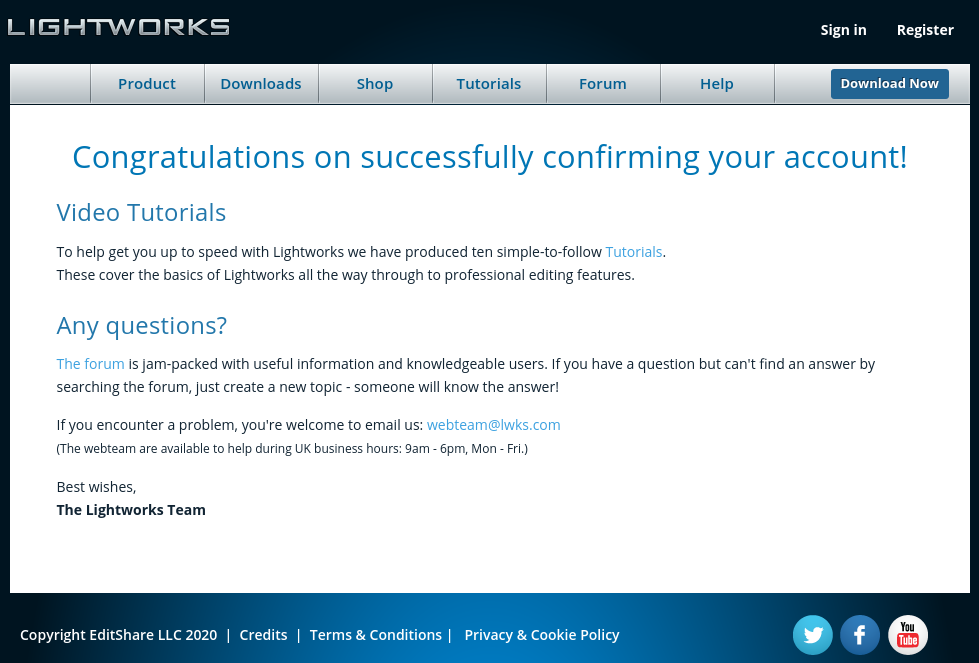 LIGHTWORKS
Sign in Register
Product Downloads Shop Tutorials Forum Help Download Now
Congratulations on successfully confirming your account!
Video Tutorials
To help get you up to speed with Lightworks we have produced ten simple-to-follow Tutorials.
These cover the basics of Lightworks all the way through to professional editing features.
Any questions?
The forum is jam-packed with useful information and knowledgeable users. If you have a question but can't find an answer by
searching the forum, just create a new topic - someone will know the answer!
If you encounter a problem, you're welcome to email us: webteam@lwks.com
(The webteam are available to help during UK business hours: 9am - 6pm, Mon - Fri.)
Best wishes,
The Lightworks Team
Copyright EditShare LLC 2020 | Credits | Terms & Conditions | Privacy & Cookie Policy
f
You
Tube